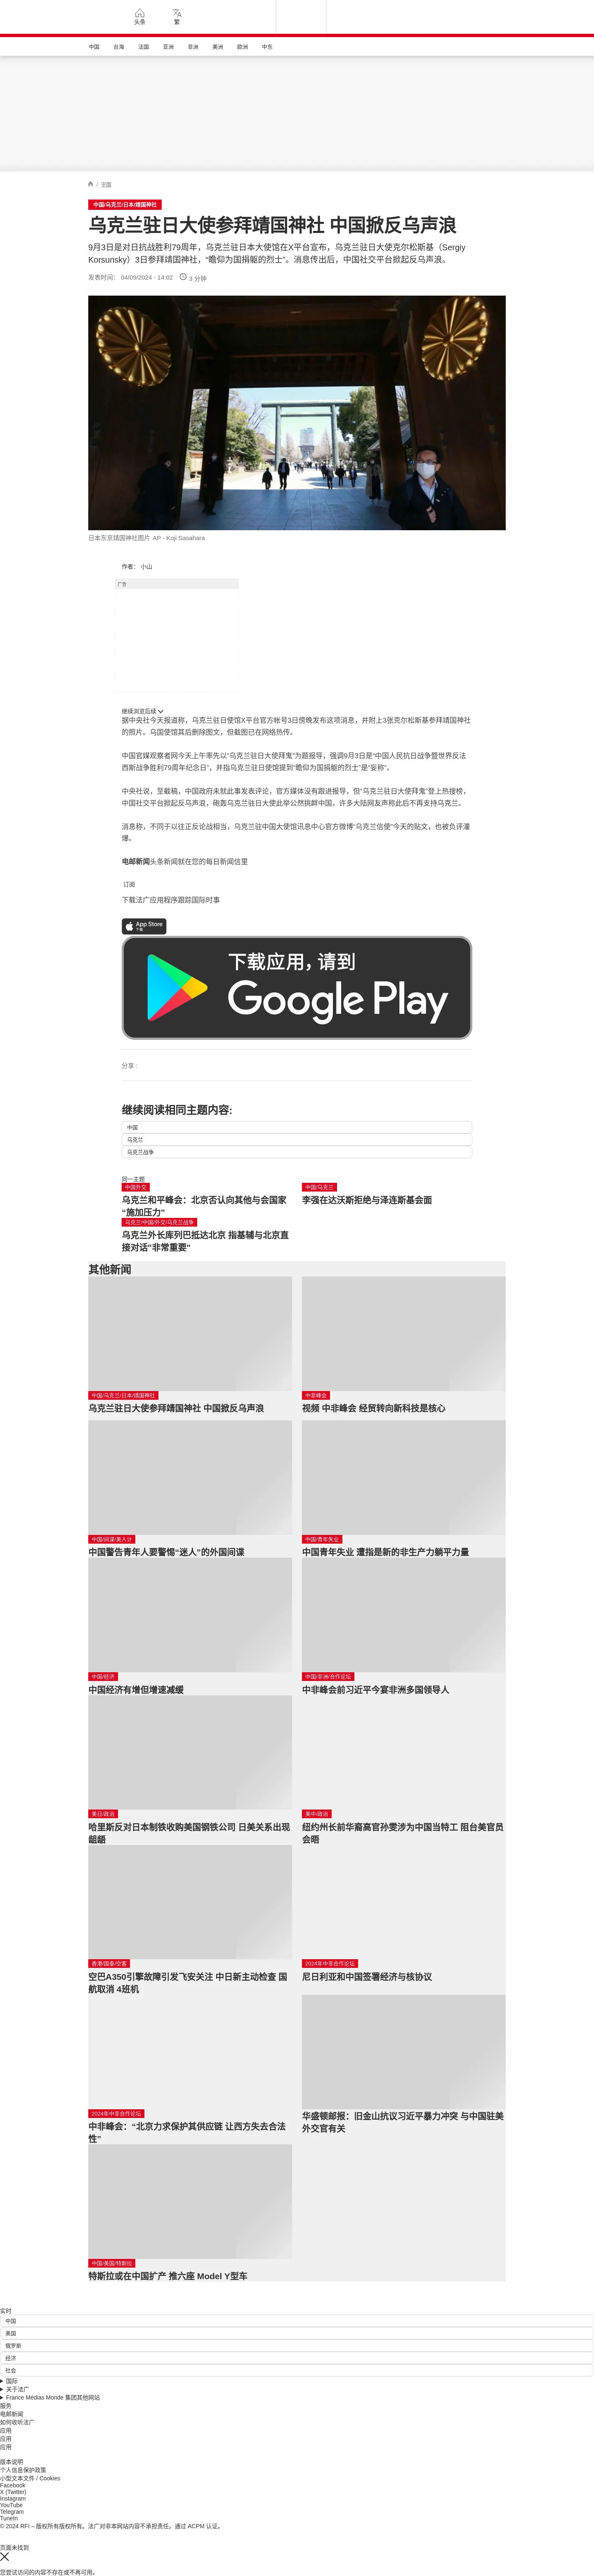 头条
繁
中国
台海
法国
亚洲
非洲
美洲
欧洲
中东
/ 中国
中国/乌克兰/日本/靖国神社
乌克兰驻日大使参拜靖国神社 中国掀反乌声浪
9月3日是对日抗战胜利79周年，乌克兰驻日本大使馆在X平台宣布，乌克兰驻日大使克尔松斯基（Sergiy
Korsunsky）3日参拜靖国神社，“瞻仰为国捐躯的烈士”。消息传出后，中国社交平台掀起反乌声浪。
发表时间： 04/09/2024 - 14:02
3 分钟
日本东京靖国神社图片 AP - Koji Sasahara
作者： 小山
广告
继续浏览后续
据中央社今天报道称，乌克兰驻日使馆X平台官方帐号3日傍晚发布这项消息，并附上3张克尔松斯基参拜靖国神社
的照片。乌国使馆其后删除图文，但截图已在网络热传。
中国官媒观察者网今天上午率先以“乌克兰驻日大使拜鬼”为题报导，强调9月3日是“中国人民抗日战争暨世界反法
西斯战争胜利79周年纪念日”，并指乌克兰驻日使馆提到“瞻仰为国捐躯的烈士”是“妄称”。
中央社说，至截稿，中国政府未就此事发表评论，官方媒体没有跟进报导，但“乌克兰驻日大使拜鬼”登上热搜榜，
中国社交平台掀起反乌声浪，砲轰乌克兰驻日大使此举公然挑衅中国，许多大陆网友声称此后不再支持乌克兰。
消息称，不同于以往正反论战相当，乌克兰驻中国大使馆讯息中心官方微博“乌克兰信使”今天的贴文，也被负评灌
爆。
电邮新闻头条新闻就在您的每日新闻信里
订阅
下载法广应用程序跟踪国际时事
App Store
下载
下载应用，请到
Google Play
分享 :
继续阅读相同主题内容:
中国
乌克兰
乌克兰战争
同一主题
中国外交
乌克兰和平峰会：北京否认向其他与会国家
“施加压力”
中国/乌克兰
李强在达沃斯拒绝与泽连斯基会面
乌克兰/中国/外交/乌克兰战争
乌克兰外长库列巴抵达北京 指基辅与北京直
接对话"非常重要"
其他新闻
中国/乌克兰/日本/靖国神社
乌克兰驻日大使参拜靖国神社 中国掀反乌声浪
中非峰会
视频 中非峰会 经贸转向新科技是核心
中国/间谍/美人计
中国警告青年人要警惕“迷人”的外国间谍
中国/青年失业
中国青年失业 遭指是新的非生产力躺平力量
中国/经济
中国经济有增但增速减缓
中国/非洲/合作论坛
中非峰会前习近平今宴非洲多国领导人
美日/政治
哈里斯反对日本制铁收购美国钢铁公司 日美关系出现
龃龉
美中/政治
纽约州长前华裔高官孙雯涉为中国当特工 阻台美官员
会晤
香港/国泰/空客
空巴A350引擎故障引发飞安关注 中日新主动检查 国
航取消 4班机
2024年中非合作论坛
尼日利亚和中国签署经济与核协议
2024年中非合作论坛
中非峰会：“北京力求保护其供应链 让西方失去合法
性”
华盛顿邮报：旧金山抗议习近平暴力冲突 与中国驻美
外交官有关
中国/美国/特斯拉
特斯拉或在中国扩产 推六座 Model Y型车
实时
中国
美国
俄罗斯
经济
社会
国际
关于法广
France Médias Monde 集团其他网站
服务
电邮新闻
如何收听法广
应用
应用
应用
版本说明
个人信息保护政策
小型文本文件 / Cookies
Facebook
X (Twitter)
Instagram
YouTube
Telegram
TuneIn
© 2024 RFI – 版权所有版权所有。法广对非本网站内容不承担责任。通过 ACPM 认证。
页面未找到
您尝试访问的内容不存在或不再可用。